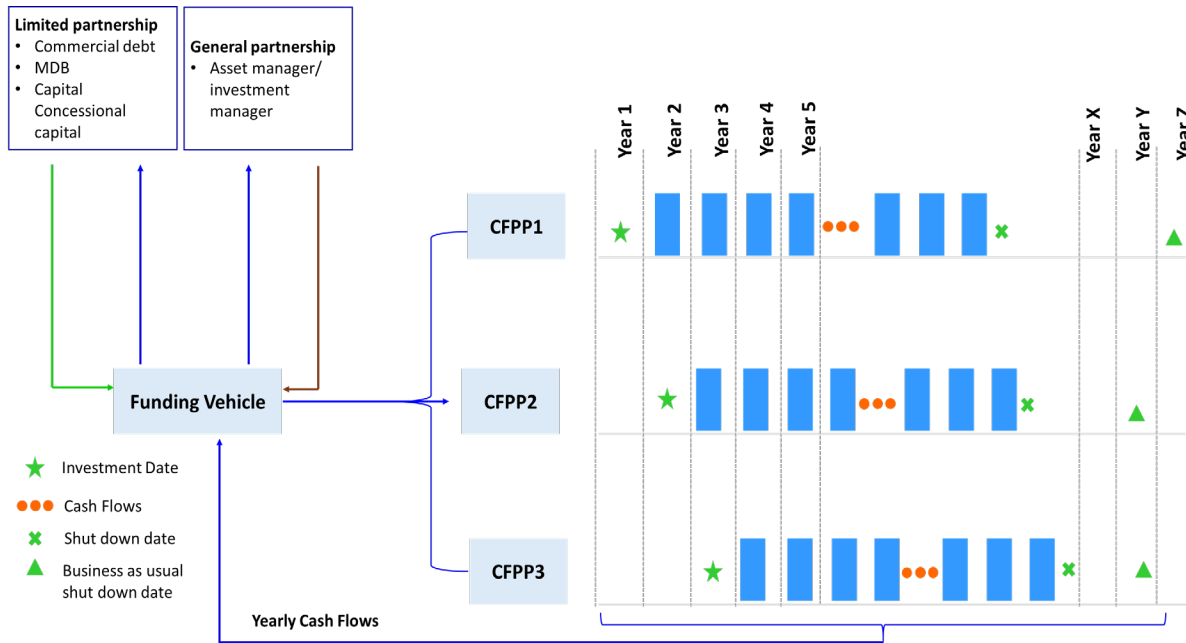 Limited partnership
• Commercial debt
• MDB
• Capital
Concessional
capital
General partnership
• Asset manager/
investment
manager
Year 1
Year 2
Year 3
Year 4
Year 5
Year X
Year Y
Year Z
CFPP1
Funding Vehicle
CFPP2
CFPP3
Investment Date
Cash Flows
Shut down date
Business as usual
shut down date
Yearly Cash Flows